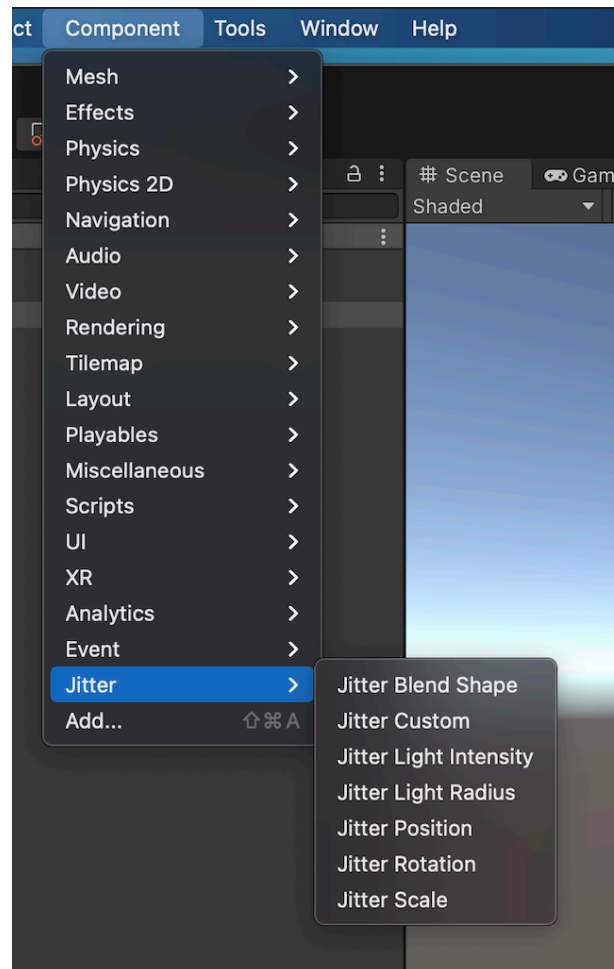 ct Component Tools Window Help
Mesh
Effects
Physics
Physics 2D
Navigation
Audio
Video
Rendering
Tilemap
Layout
Playables
Miscellaneous
Scripts
UI
XR
Analytics
Event
Jitter
Add... ⇧⌘A
# Scene Gam
Shaded
Jitter Blend Shape
Jitter Custom
Jitter Light Intensity
Jitter Light Radius
Jitter Position
Jitter Rotation
Jitter Scale